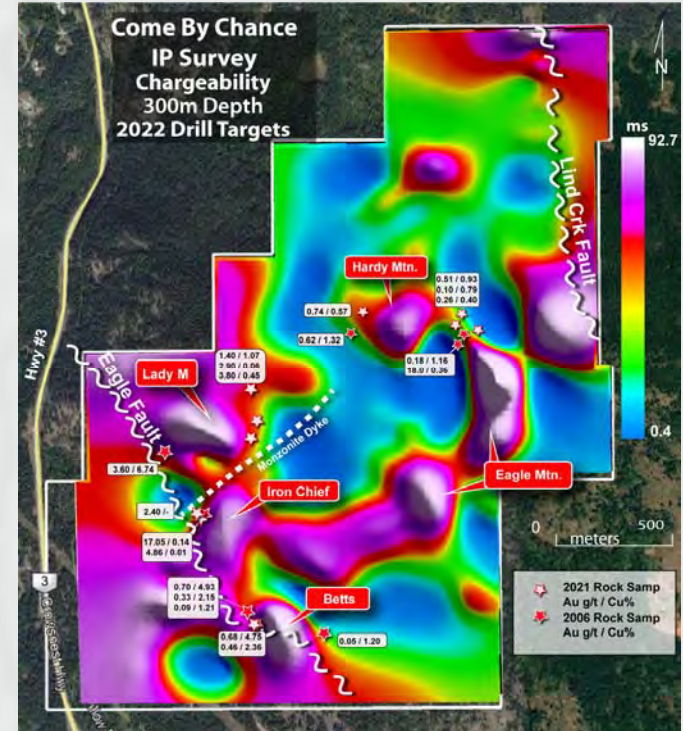 Come By Chance
IP Survey
Chargeability
300m Depth
2022 Drill Targets
N
ms
92.7
0.4
Lind Crk Fault
Hwy #3
Eagle Fault
Hardy Mtn.
0.51 / 0.93
0.10 / 0.79
0.26 / 0.40
0.74 / 0.57
0.62 / 1.32
0.18 / 1.16
18.0 / 0.36
1.40 / 1.07
2.90 / 0.06
3.80 / 0.45
Lady M
Monzonite Dyke
3.60 / 6.74
Eagle Mtn.
Iron Chief
2.40 / -
17.05 / 0.14
4.86 / 0.01
0 500
meters
0.70 / 4.93
0.33 / 2.15
0.09 / 1.21
Betts
0.68 / 4.75
0.46 / 2.36
0.05 / 1.20
3
2021 Rock Samp
Au g/t / Cu%
2006 Rock Samp
Au g/t / Cu%